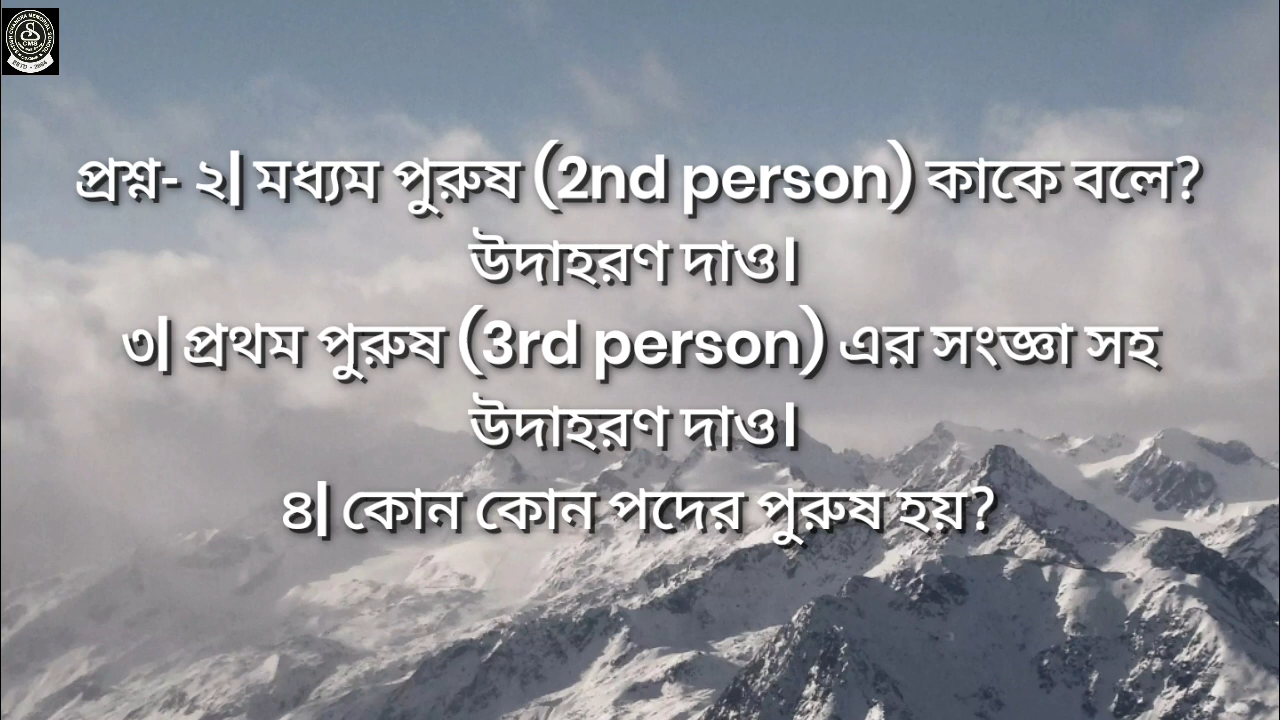 প্রশ্ন- ২| মধ্যম পুরুষ (2nd person) কাকে বলে?
উদাহরণ দাও।
৩| প্রথম পুরুষ (3rd person) এর সংজ্ঞা সহ
উদাহরণ দাও।
৪| কোন কোন পদের পুরুষ হয়?